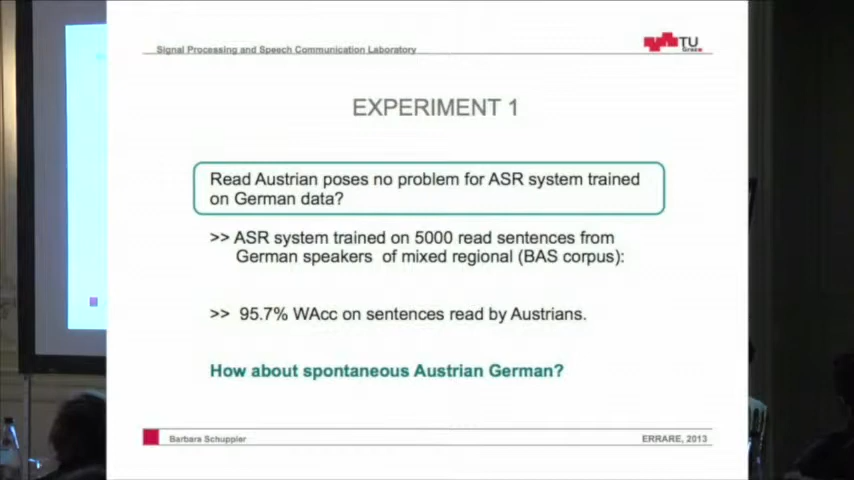 Signal Processing and Speech Communication Laboratory
TU
Graz
EXPERIMENT 1
Read Austrian poses no problem for ASR system trained
on German data?
>> ASR system trained on 5000 read sentences from
German speakers of mixed regional (BAS corpus):
>> 95.7% WAcc on sentences read by Austrians.
How about spontaneous Austrian German?
Barbara Schuppler
ERRARE, 2013